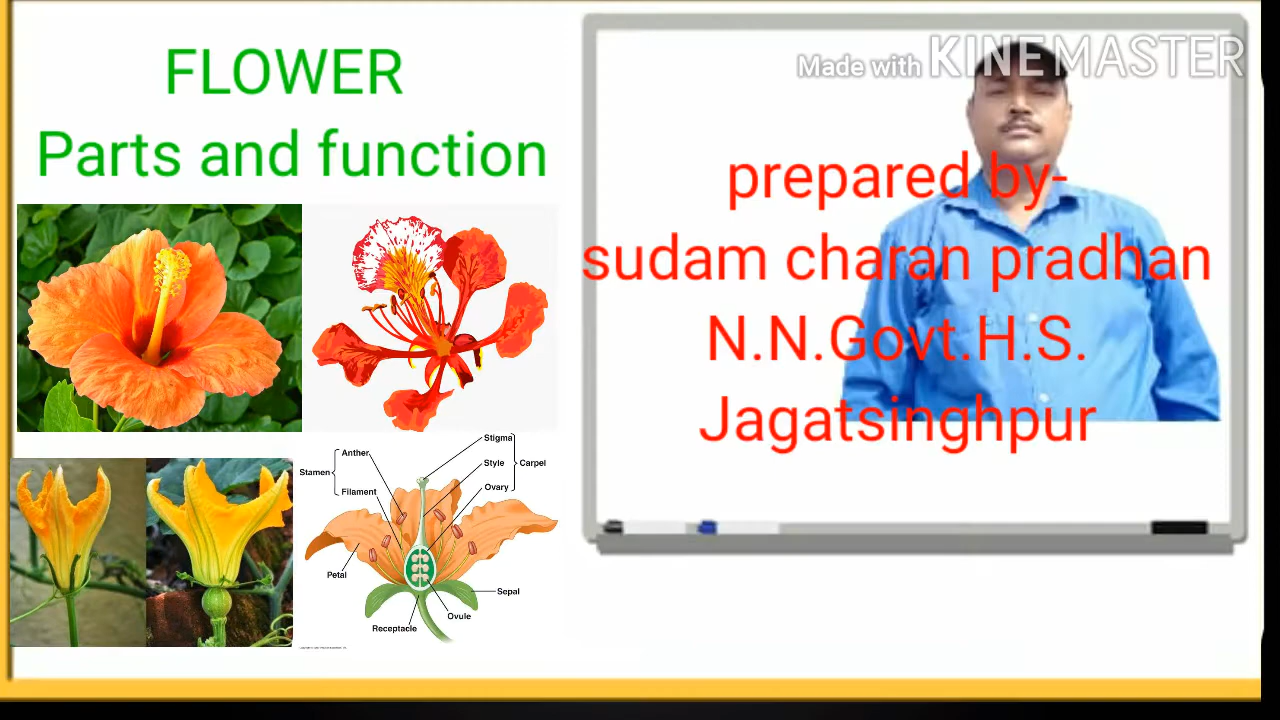 FLOWER
Parts and function
Made with KINEMASTER
prepared by-
sudam charan pradhan
N.N.Govt.H.S.
Jagatsinghpur
Stigma
Anther
Style
Carpel
Stamen
Filament
Ovary
Petal
Sepal
Ovule
Receptacle